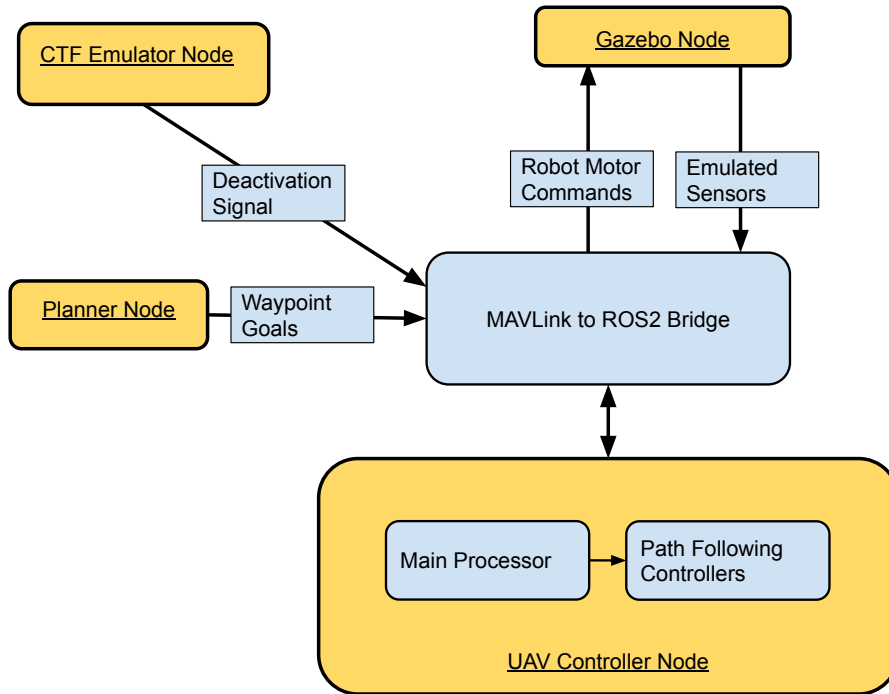 CTF Emulator Node
Gazebo Node
Deactivation
Signal
Robot Motor
Commands
Emulated
Sensors
Planner Node
Waypoint
Goals
MAVLink to ROS2 Bridge
Main Processor
Path Following
Controllers
UAV Controller Node